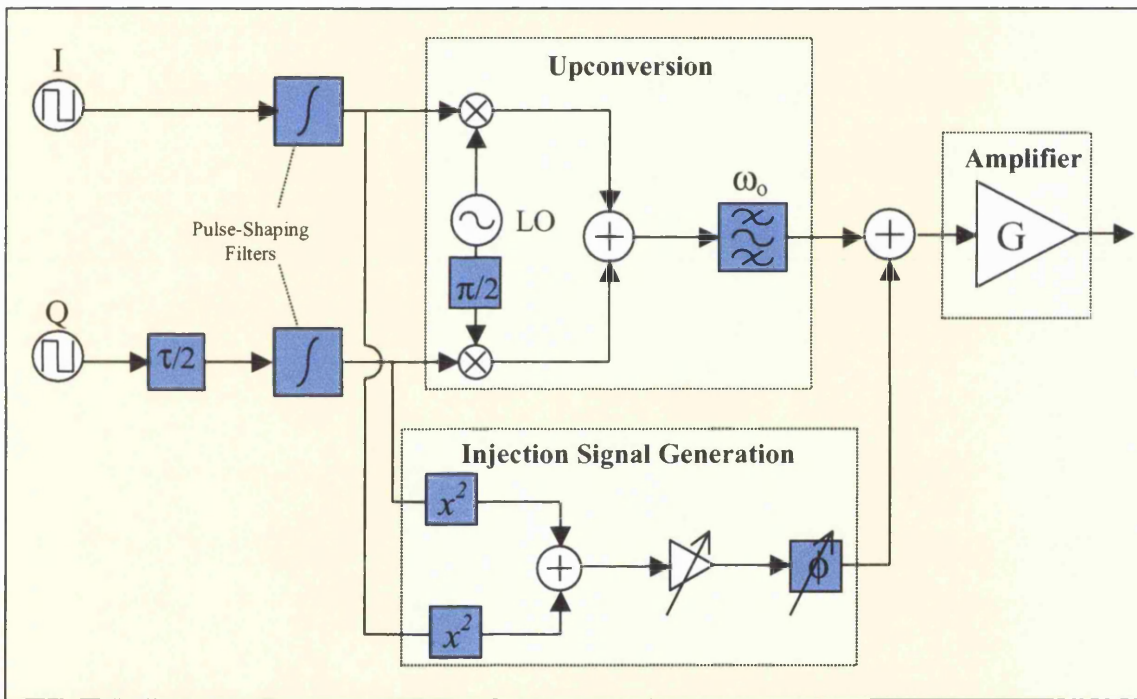 I
Upconversion
∫
Amplifier
ω₀
LO
Pulse-Shaping
Filters
G
π/2
Q
τ/2
∫
Injection Signal Generation
x²
ϕ
x²